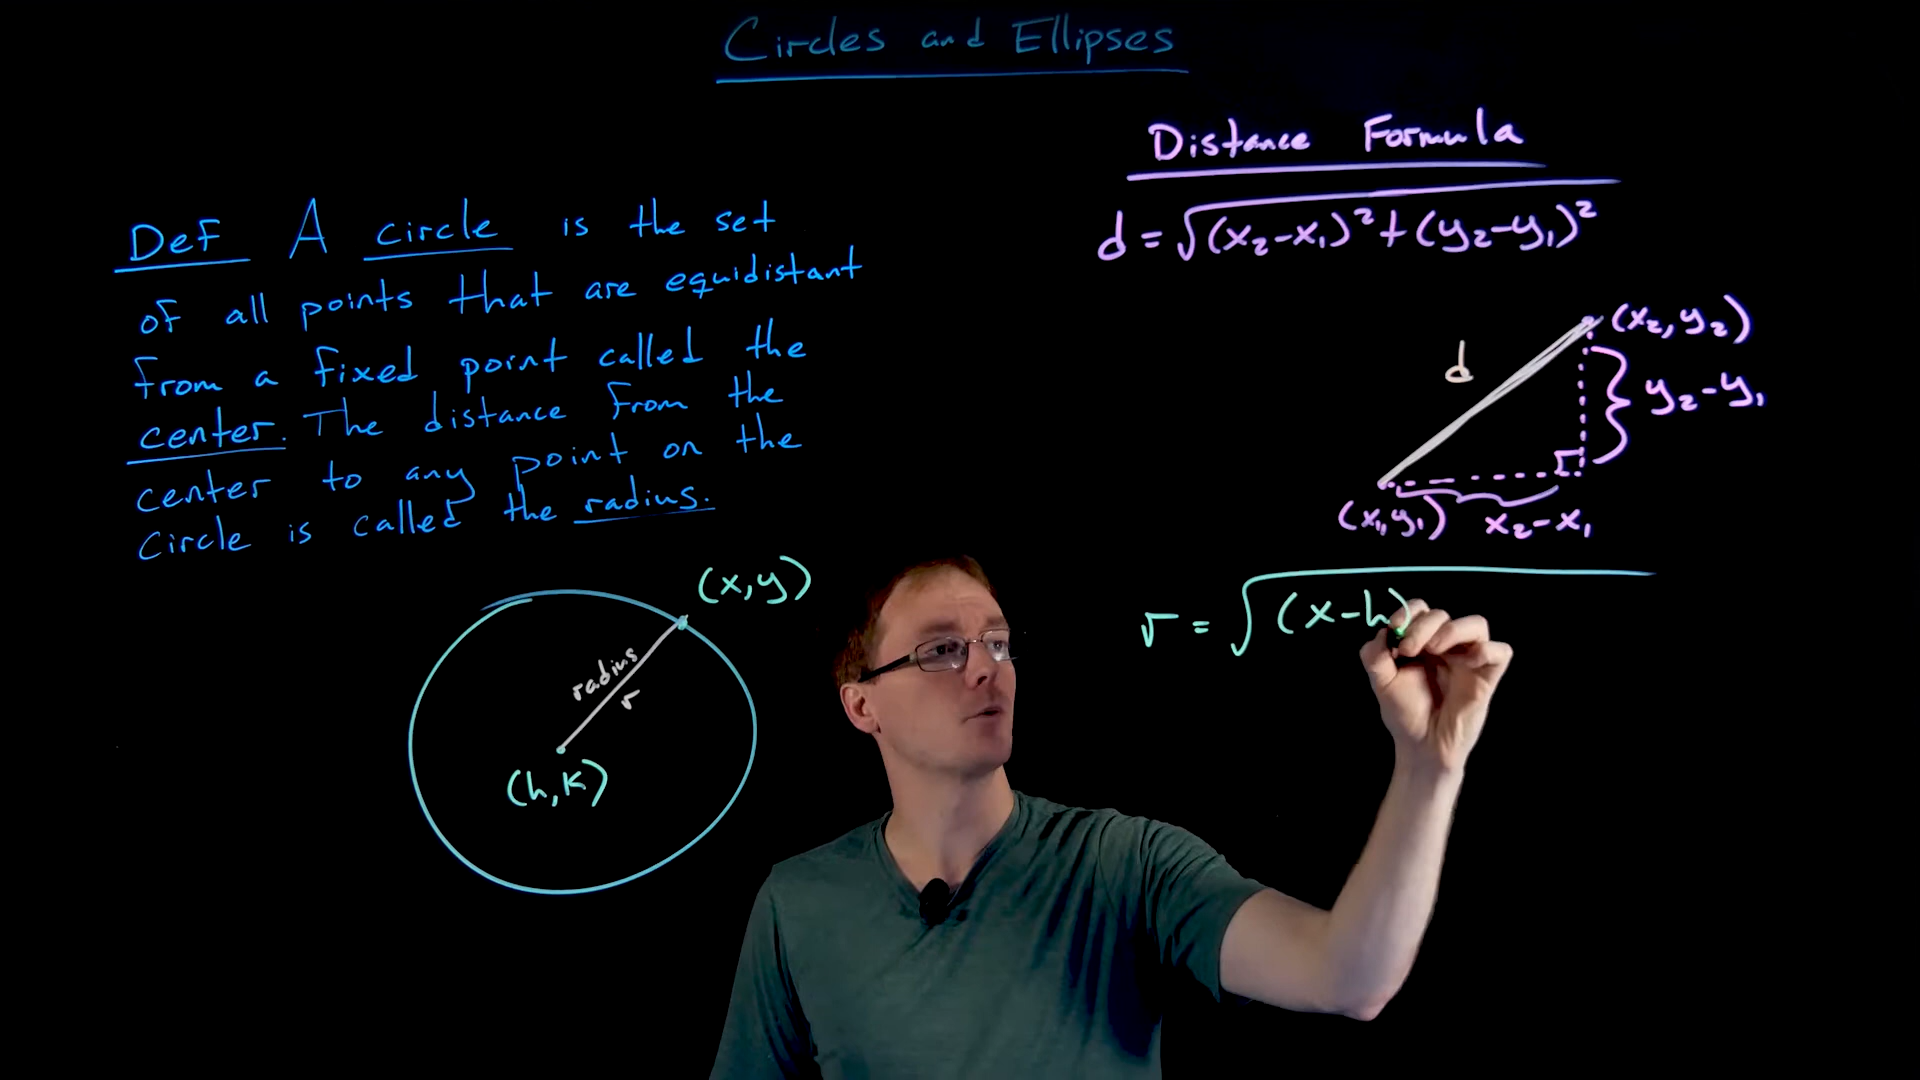 Circles and Ellipses
Distance Formula
d = √(x₂-x₁)² + (y₂-y₁)²
Def A circle is the set
of all points that are equidistant
from a fixed point called the
center. The distance from the
center to any point on the
Circle is called the radius.
(x₂, y₂)
d
y₂-y₁
(x₁, y₁)
x₂-x₁
(x, y)
radius
r
(h, k)
r = √(x-h)